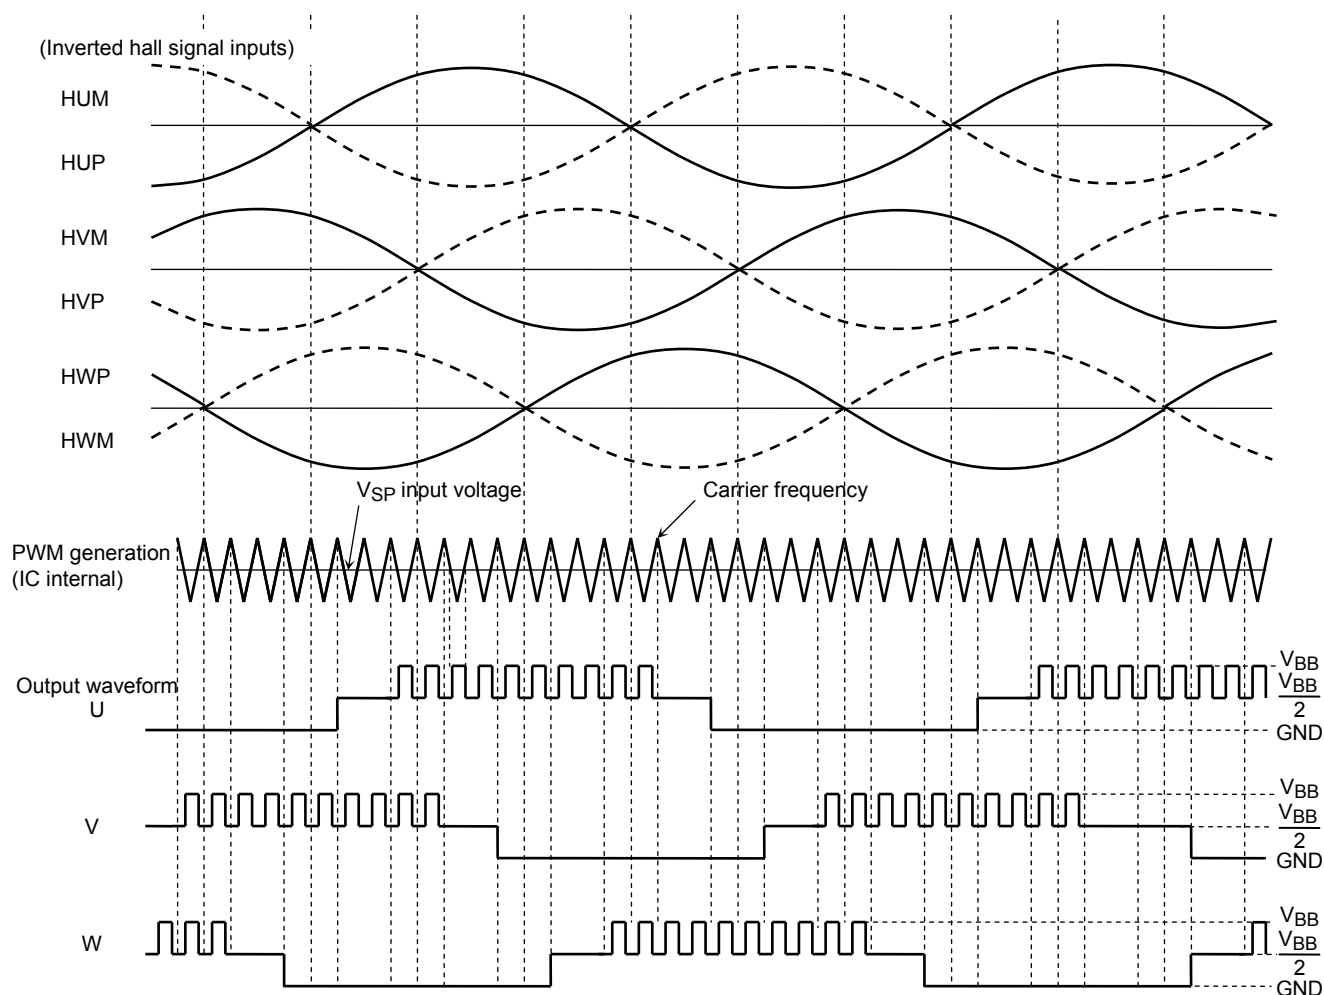 (Inverted hall signal inputs)
HUM
HUP
HVM
HVP
HWP
HWM
VSP input voltage
Carrier frequency
PWM generation
(IC internal)
Output waveform
U
VBB
VBB
2
GND
V
VBB
VBB
2
GND
W
VBB
VBB
2
GND